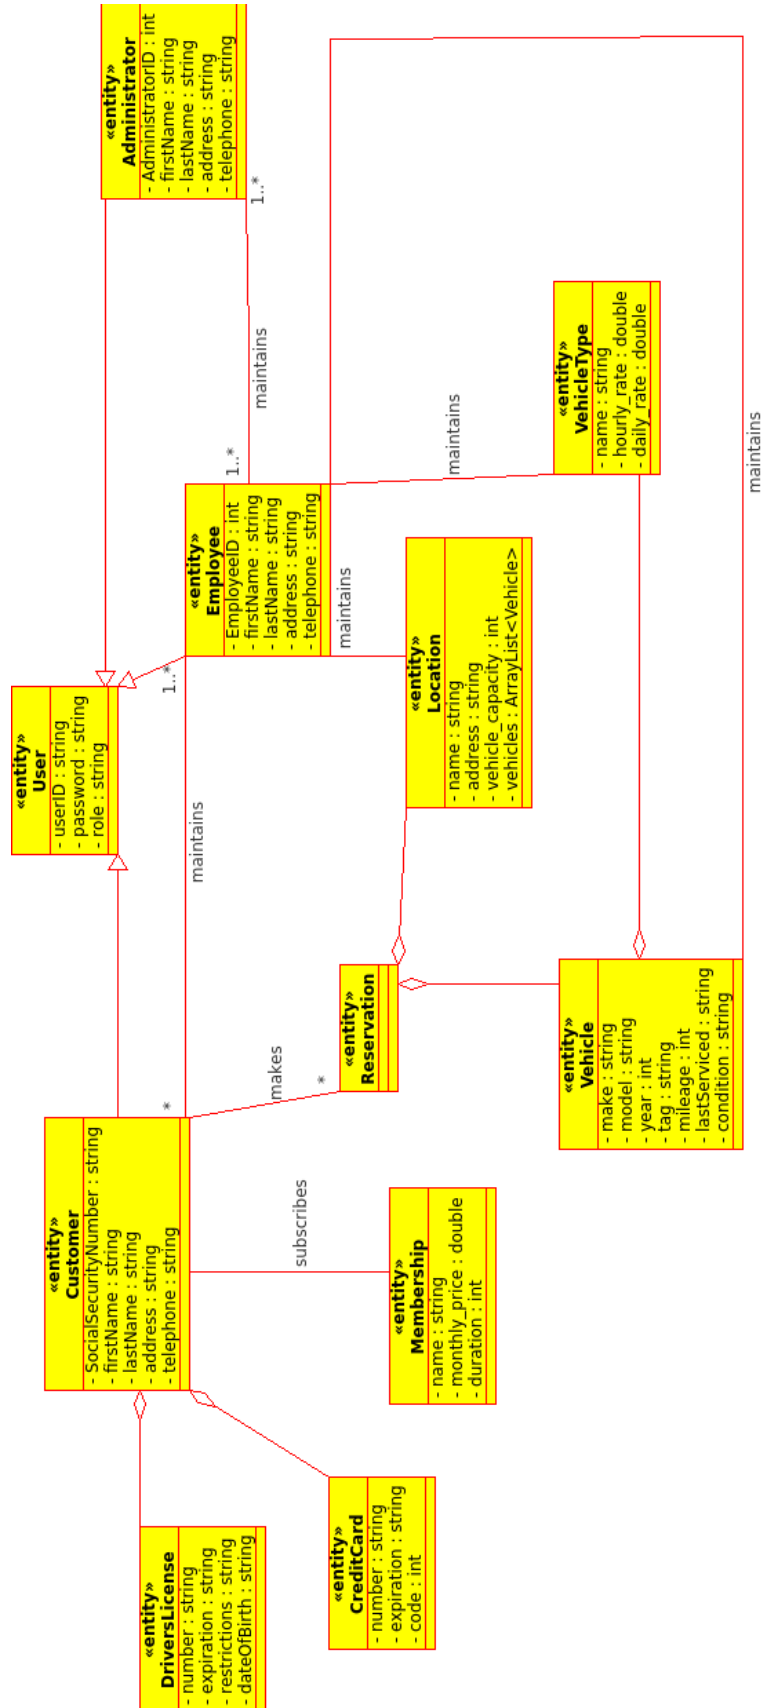 «entity»
DriversLicense
- number : string
- expiration : string
- restrictions : string
- dateOfBirth : string
«entity»
CreditCard
- number : string
- expiration : string
- code : int
«entity»
Customer
- SocialSecurityNumber : string
- firstName : string
- lastName : string
- address : string
- telephone : string
subscribes
«entity»
Membership
- name : string
- monthly_price : double
- duration : int
*
makes
*
«entity»
Reservation
«entity»
Vehicle
- make : string
- model : string
- year : int
- tag : string
- mileage : int
- lastServiced : string
- condition : string
maintains
«entity»
User
- userID : string
- password : string
- role : string
1..*
«entity»
Employee
- EmployeeID : int
- firstName : string
- lastName : string
- address : string
- telephone : string
maintains
«entity»
Location
- name : string
- address : string
- vehicle_capacity : int
- vehicles : ArrayList<Vehicle>
1..*
maintains
1..*
maintains
«entity»
VehicleType
- name : string
- hourly_rate : double
- daily_rate : double
maintains
«entity»
Administrator
- AdministratorID : int
- firstName : string
- lastName : string
- address : string
- telephone : string